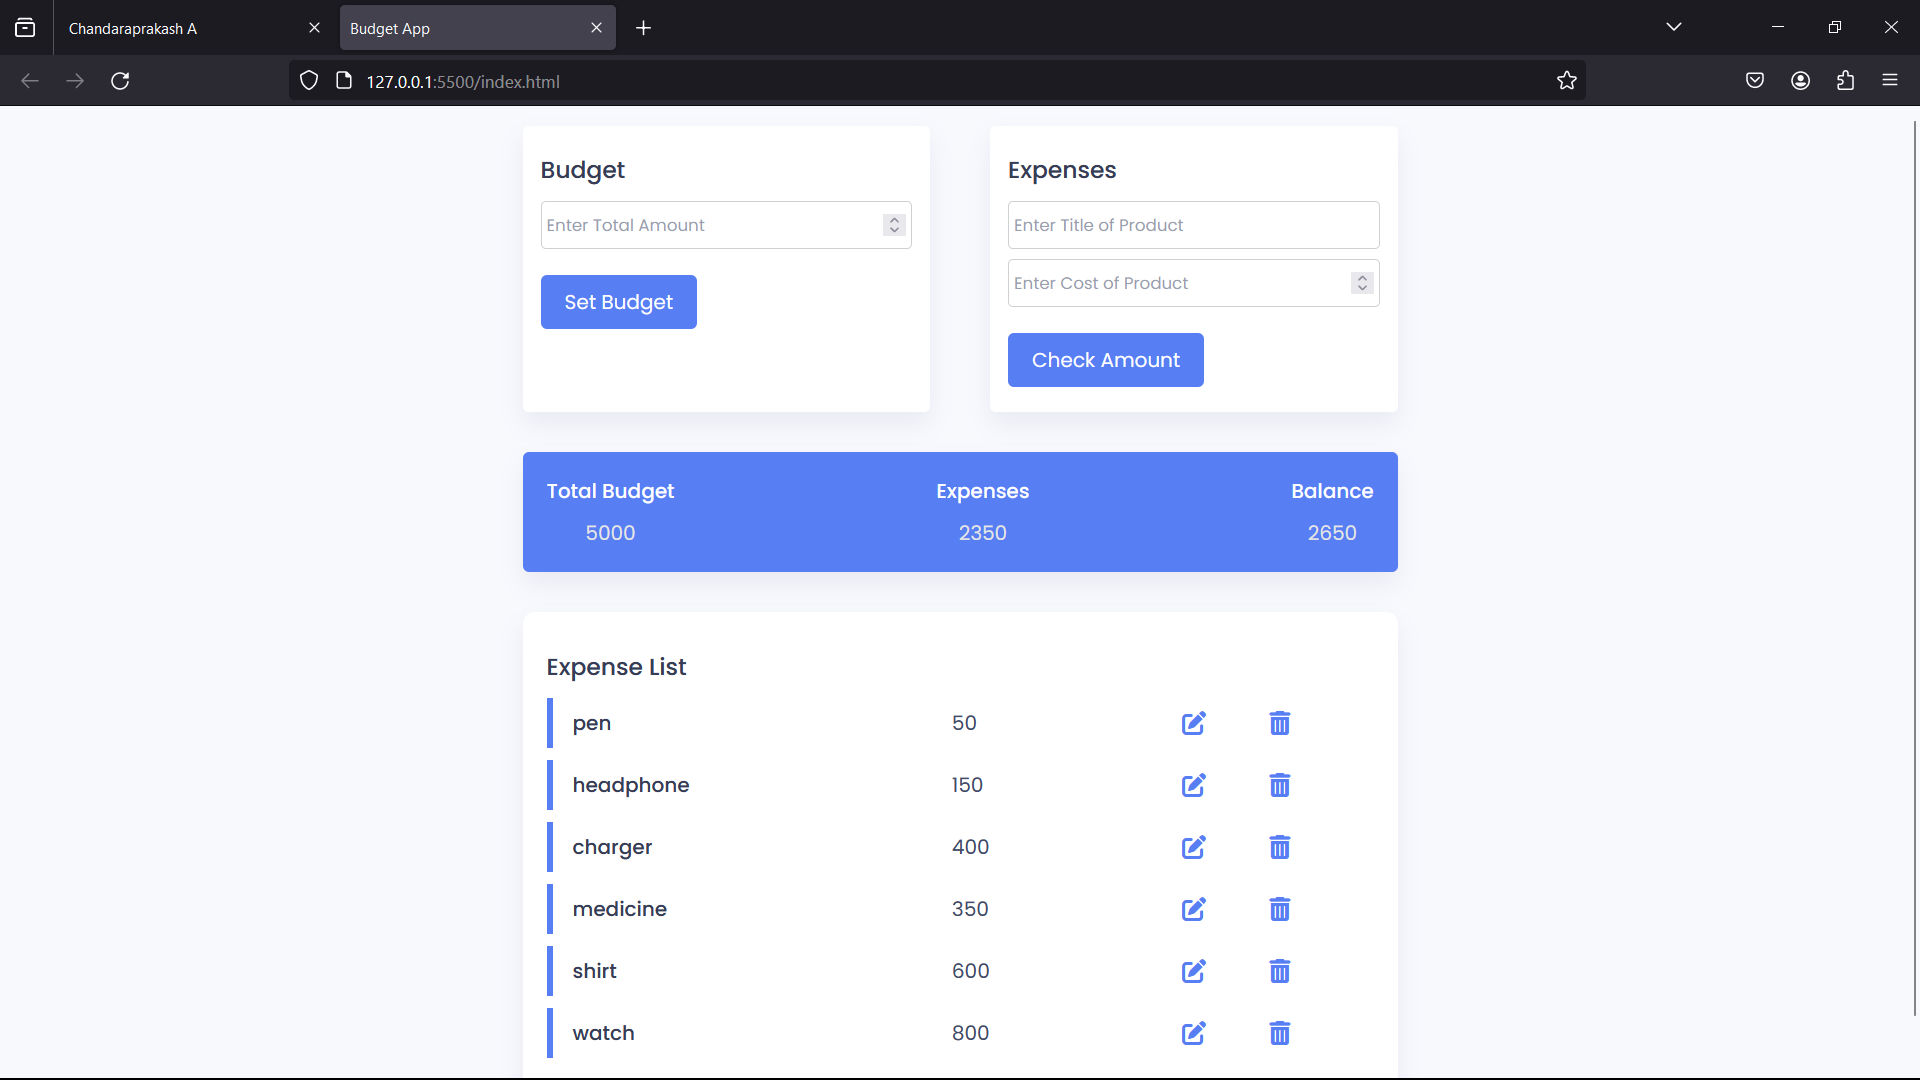 Chandaraprakash A
Budget App
127.0.0.1:5500/index.html
Budget
Enter Total Amount
Set Budget
Expenses
Enter Title of Product
Enter Cost of Product
Check Amount
Total Budget Expenses Balance
5000 2350 2650
Expense List
pen 50
headphone 150
charger 400
medicine 350
shirt 600
watch 800